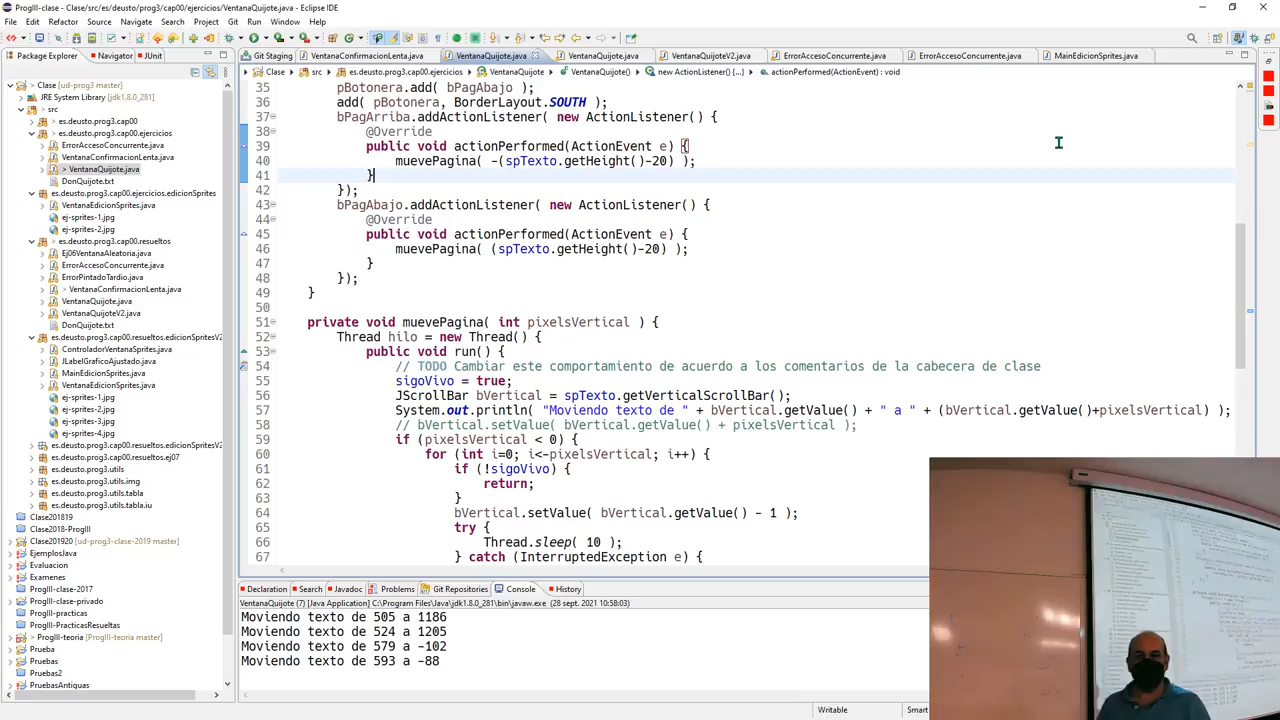 ProgIII-clase - Clase/src/es/deusto/prog3/cap00/ejercicios/VentanaQuijote.java - Eclipse IDE
File Edit Refactor Source Navigate Search Project Git Run Window Help
Package Explorer Navigator JUnit
Git Staging VentanaConfirmacionLenta.java VentanaQuijote.java VentanaQuijote.java VentanaQuijoteV2.java ErrorAccesoConcurrente.java ErrorAccesoConcurrente.java MainEdicionSprites.java
Clase src es.deusto.prog3.cap00.ejercicios VentanaQuijote VentanaQuijote() new ActionListener() {...} actionPerformed(ActionEvent) : void
Clase [ud-prog3 master]
JRE System Library [jdk1.8.0_281]
src
es.deusto.prog3.cap00
es.deusto.prog3.cap00.ejercicios
ErrorAccesoConcurrente.java
VentanaConfirmacionLenta.java
> VentanaQuijote.java
DonQuijote.txt
es.deusto.prog3.cap00.ejercicios.edicionSprites
VentanaEdicionSprites.java
ej-sprites-1.jpg
ej-sprites-2.jpg
es.deusto.prog3.cap00.resueltos
Ej06VentanaAleatoria.java
ErrorAccesoConcurrente.java
ErrorPintadoTardio.java
> VentanaConfirmacionLenta.java
VentanaQuijote.java
VentanaQuijoteV2.java
DonQuijote.txt
es.deusto.prog3.cap00.resueltos.edicionSpritesV2
ControladorVentanaSprites.java
JLabelGraficoAjustado.java
MainEdicionSprites.java
VentanaEdicionSprites.java
ej-sprites-1.jpg
ej-sprites-2.jpg
ej-sprites-3.jpg
ej-sprites-4.jpg
es.deusto.prog3.cap00.resueltos.edicionSpritesV2
es.deusto.prog3.cap00.resueltos.ej07
es.deusto.prog3.utils
es.deusto.prog3.utils.img
es.deusto.prog3.utils.tabla
es.deusto.prog3.utils.tabla.iu
Clase201819
Clase2018-ProgIII
Clase201920 [ud-prog3-clase-2019 master]
EjemplosJava
Evaluacion
Examenes
ProgIII-clase-2017
ProgIII-clase-privado
ProgIII-practicas
ProgIII-PracticasResueltas
> ProgIII-teoria [ProgIII-teoria master]
Prueba
Pruebas
Pruebas2
PruebasAntiguas
35 pBotonera.add( bPagAbajo );
36 add( pBotonera, BorderLayout.SOUTH );
37 bPagArriba.addActionListener( new ActionListener() {
38 @Override
39 public void actionPerformed(ActionEvent e) {
40 muevePagina( -(spTexto.getHeight()-20) );
41 }
42 });
43 bPagAbajo.addActionListener( new ActionListener() {
44 @Override
45 public void actionPerformed(ActionEvent e) {
46 muevePagina( (spTexto.getHeight()-20) );
47 }
48 });
49 }
50
51 private void muevePagina( int pixelsVertical ) {
52 Thread hilo = new Thread() {
53 public void run() {
54 // TODO Cambiar este comportamiento de acuerdo a los comentarios de la cabecera de clase
55 sigoVivo = true;
56 JScrollBar bVertical = spTexto.getVerticalScrollBar();
57 System.out.println( "Moviendo texto de " + bVertical.getValue() + " a " + (bVertical.getValue()+pixelsVertical) );
58 // bVertical.setValue( bVertical.getValue() + pixelsVertical );
59 if (pixelsVertical < 0) {
60 for (int i=0; i<-pixelsVertical; i++) {
61 if (!sigoVivo) {
62 return;
63 }
64 bVertical.setValue( bVertical.getValue() - 1 );
65 try {
66 Thread.sleep( 10 );
67 } catch (InterruptedException e) {
Declaration Search Javadoc Problems Git Repositories Console History
VentanaQuijote (7) [Java Application] C:\Program Files\Java\jdk1.8.0_281\bin\javaw.exe (28 sept. 2021 10:58:03)
Moviendo texto de 505 a 1186
Moviendo texto de 524 a 1205
Moviendo texto de 579 a -102
Moviendo texto de 593 a -88
Writable
Smart